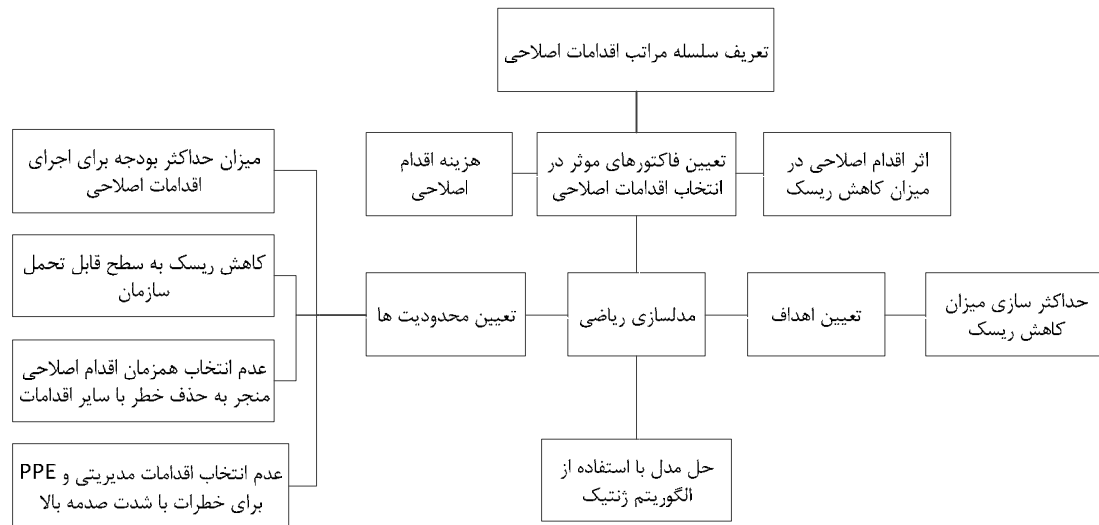 تعریف سلسله مراتب اقدامات اصلاحی
اثر اقدام اصلاحی در
میزان کاهش ریسک
تعیین فاکتورهای موثر در
انتخاب اقدامات اصلاحی
هزینه اقدام
اصلاحی
حداکثر سازی میزان
کاهش ریسک
تعیین اهداف
مدلسازی ریاضی
تعیین محدودیت ها
میزان حداکثر بودجه برای اجرای
اقدامات اصلاحی
کاهش ریسک به سطح قابل تحمل
سازمان
عدم انتخاب همزمان اقدام اصلاحی
منجر به حذف خطر با سایر اقدامات
عدم انتخاب اقدامات مدیریتی و PPE
برای خطرات با شدت صدمه بالا
حل مدل با استفاده از
الگوریتم ژنتیک